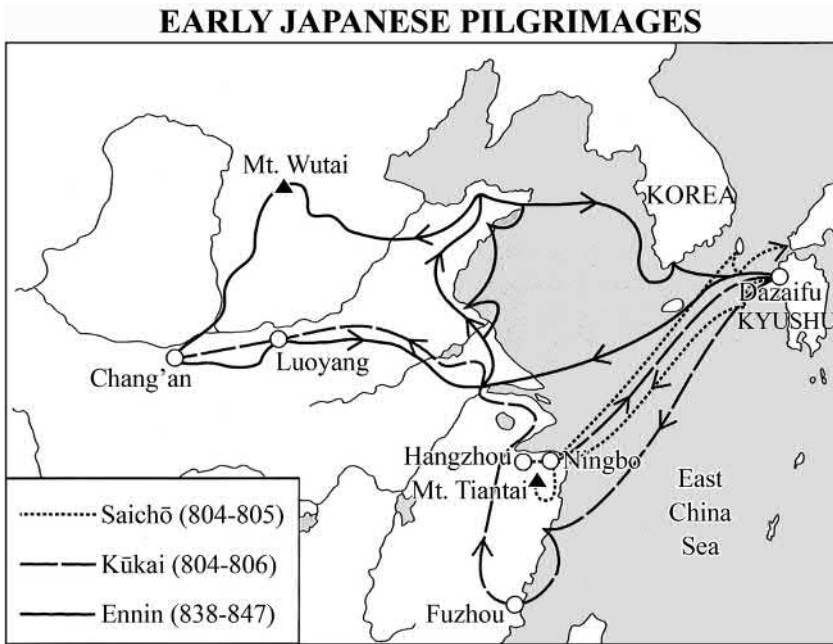 EARLY JAPANESE PILGRIMAGES
Mt. Wutai
KOREA
Dazaifu
KYUSHU
Chang'an
Luoyang
Hangzhou
Ningbo
Mt. Tiantai
East
China
Sea
Fuzhou
Saichō (804-805)
Kūkai (804-806)
Ennin (838-847)